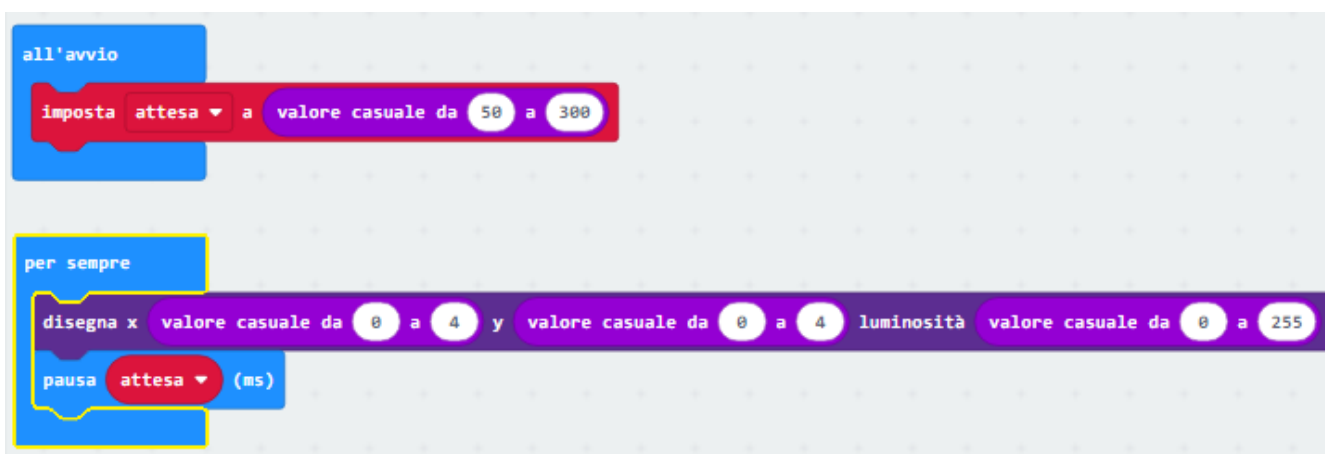 all'avvio
imposta attesa a valore casuale da 50 a 300
per sempre
disegna x valore casuale da 0 a 4 y valore casuale da 0 a 4 luminosità valore casuale da 0 a 255
pausa attesa (ms)